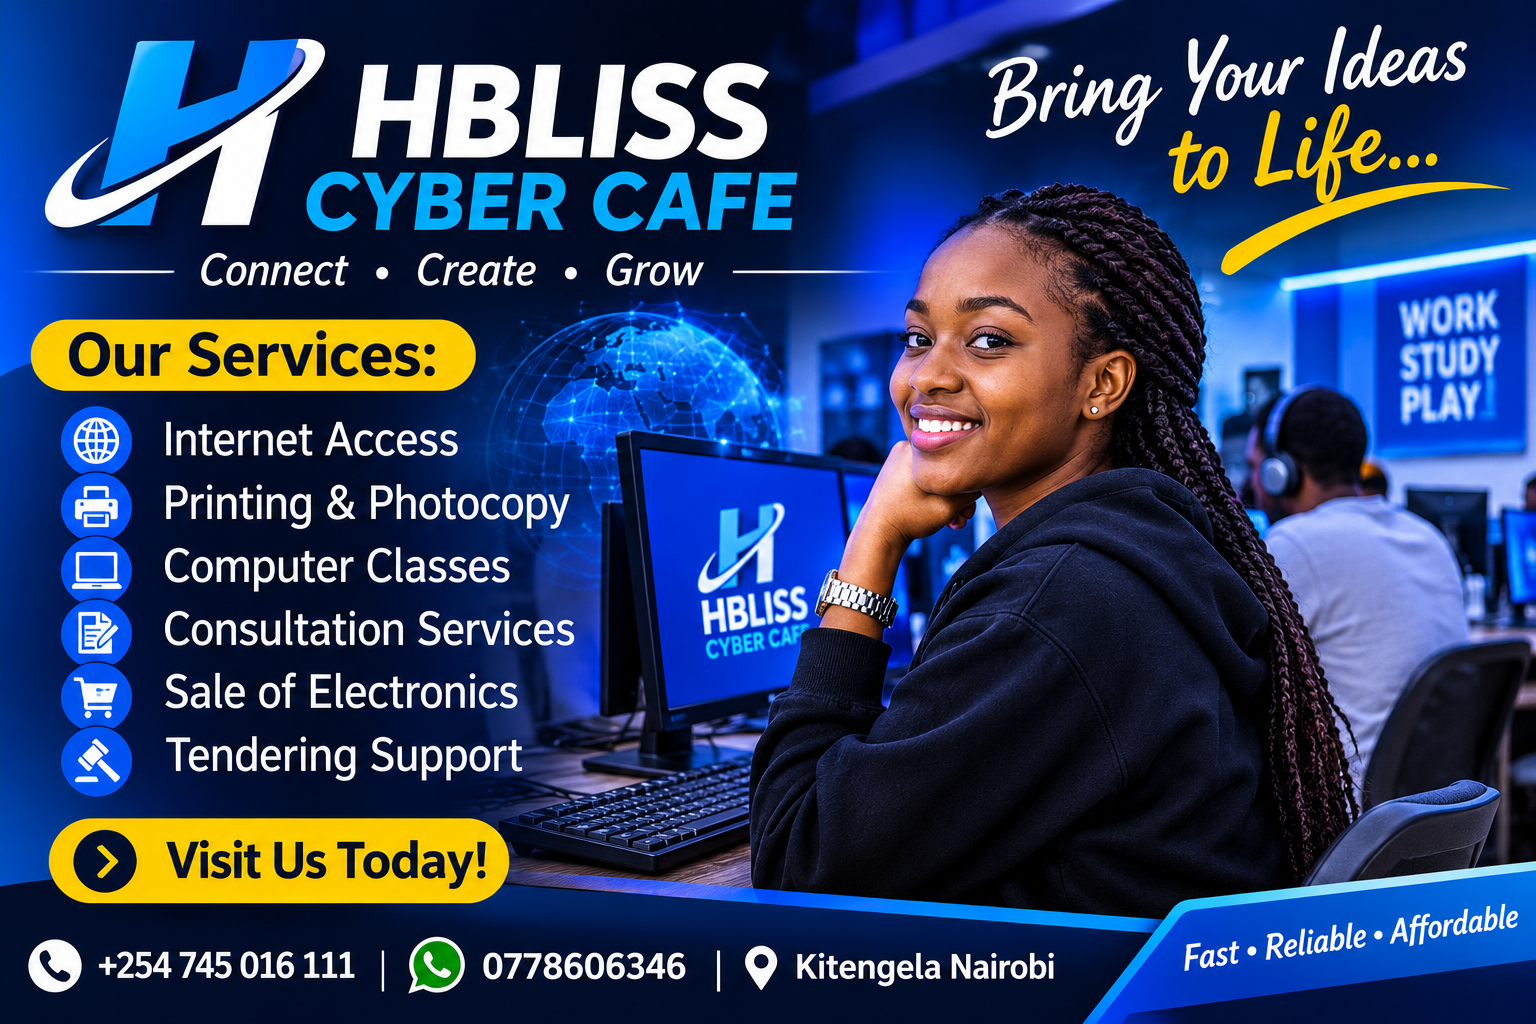 HBLISS
CYBER CAFE
Connect • Create • Grow
Bring Your Ideas
to Life...
Our Services:
Internet Access
Printing & Photocopy
Computer Classes
Consultation Services
Sale of Electronics
Tendering Support
Visit Us Today!
HBLISS
CYBER CAFE
WORK
STUDY
PLAY!
+254 745 016 111 | 0778606346 | Kitengela Nairobi
Fast • Reliable • Affordable